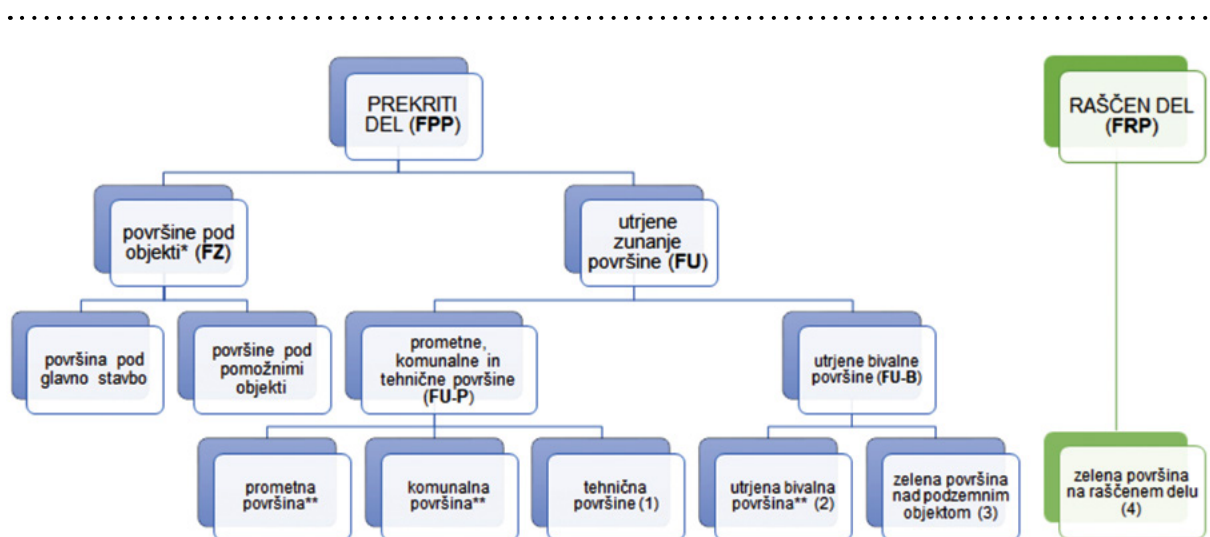 PREKRITI
DEL (FPP)
RAŠČEN DEL
(FRP)
površine pod
objekti* (FZ)
utrjene
zunanje
površine (FU)
površina pod
glavno stavbo
površine pod
pomožnimi
objekti
prometne,
komunalne in
tehnične površine
(FU-P)
utrjene bivalne
površine (FU-B)
prometna
površina**
komunalna
površina**
tehnična
površine (1)
utrjena bivalna
površina** (2)
zelena površina
nad podzemnim
objektom (3)
zelena površina
na raščenem delu
(4)